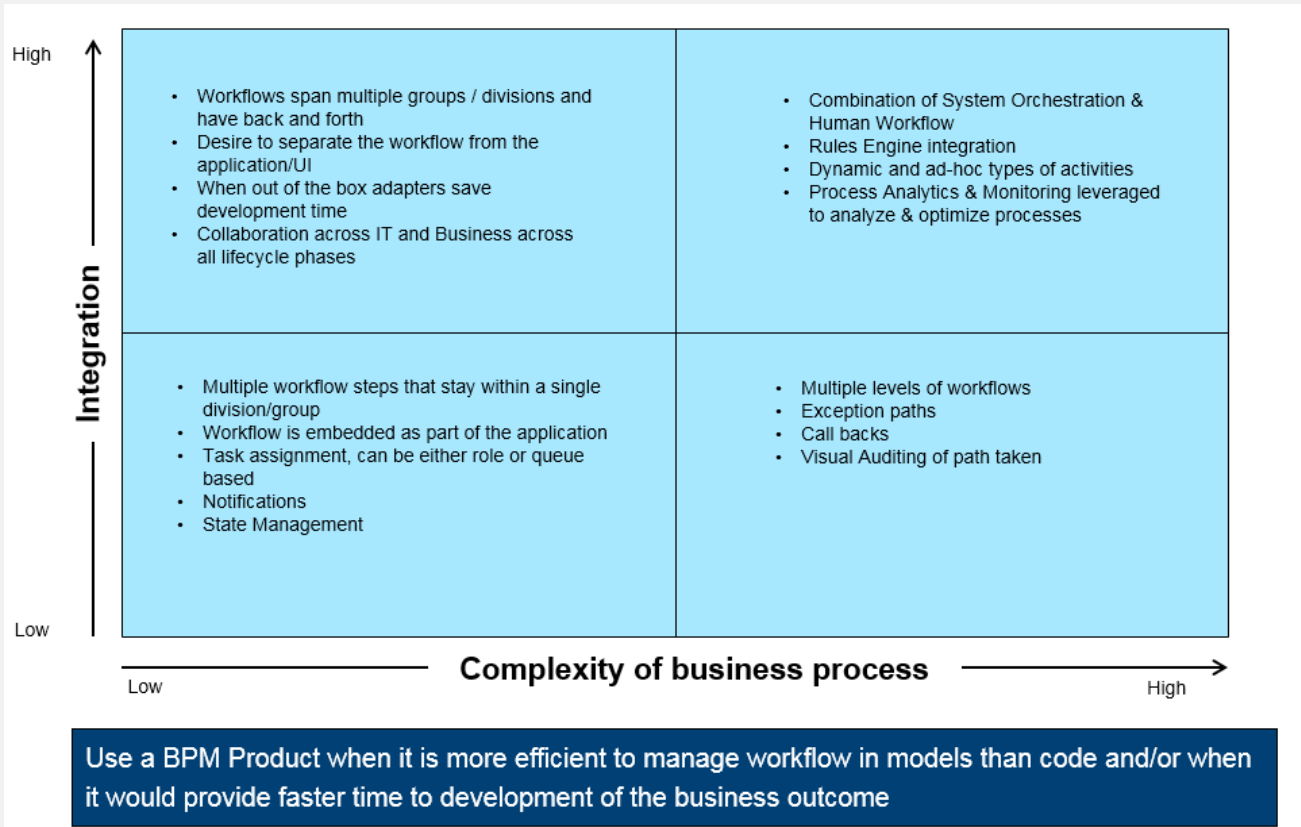 High
• Workflows span multiple groups / divisions and
have back and forth
• Desire to separate the workflow from the
application/UI
• When out of the box adapters save
development time
• Collaboration across IT and Business across
all lifecycle phases
• Combination of System Orchestration &
Human Workflow
• Rules Engine integration
• Dynamic and ad-hoc types of activities
• Process Analytics & Monitoring leveraged
to analyze & optimize processes
Integration
• Multiple workflow steps that stay within a single
division/group
• Workflow is embedded as part of the application
• Task assignment, can be either role or queue
based
• Notifications
• State Management
• Multiple levels of workflows
• Exception paths
• Call backs
• Visual Auditing of path taken
Low
Complexity of business process
Low
High
Use a BPM Product when it is more efficient to manage workflow in models than code and/or when
it would provide faster time to development of the business outcome